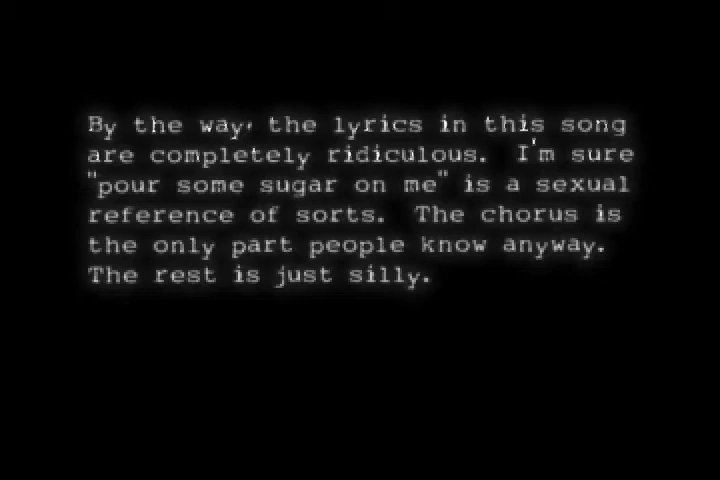 By the way, the lyrics in this song
are completely ridiculous.  I'm sure
"pour some sugar on me" is a sexual
reference of sorts.  The chorus is
the only part people know anyway.
The rest is just silly.